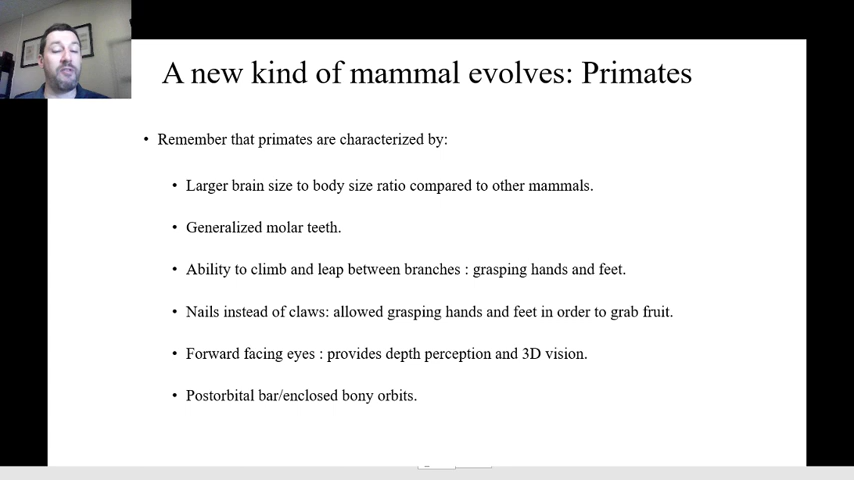 A new kind of mammal evolves: Primates
• Remember that primates are characterized by:
• Larger brain size to body size ratio compared to other mammals.
• Generalized molar teeth.
• Ability to climb and leap between branches : grasping hands and feet.
• Nails instead of claws: allowed grasping hands and feet in order to grab fruit.
• Forward facing eyes : provides depth perception and 3D vision.
• Postorbital bar/enclosed bony orbits.